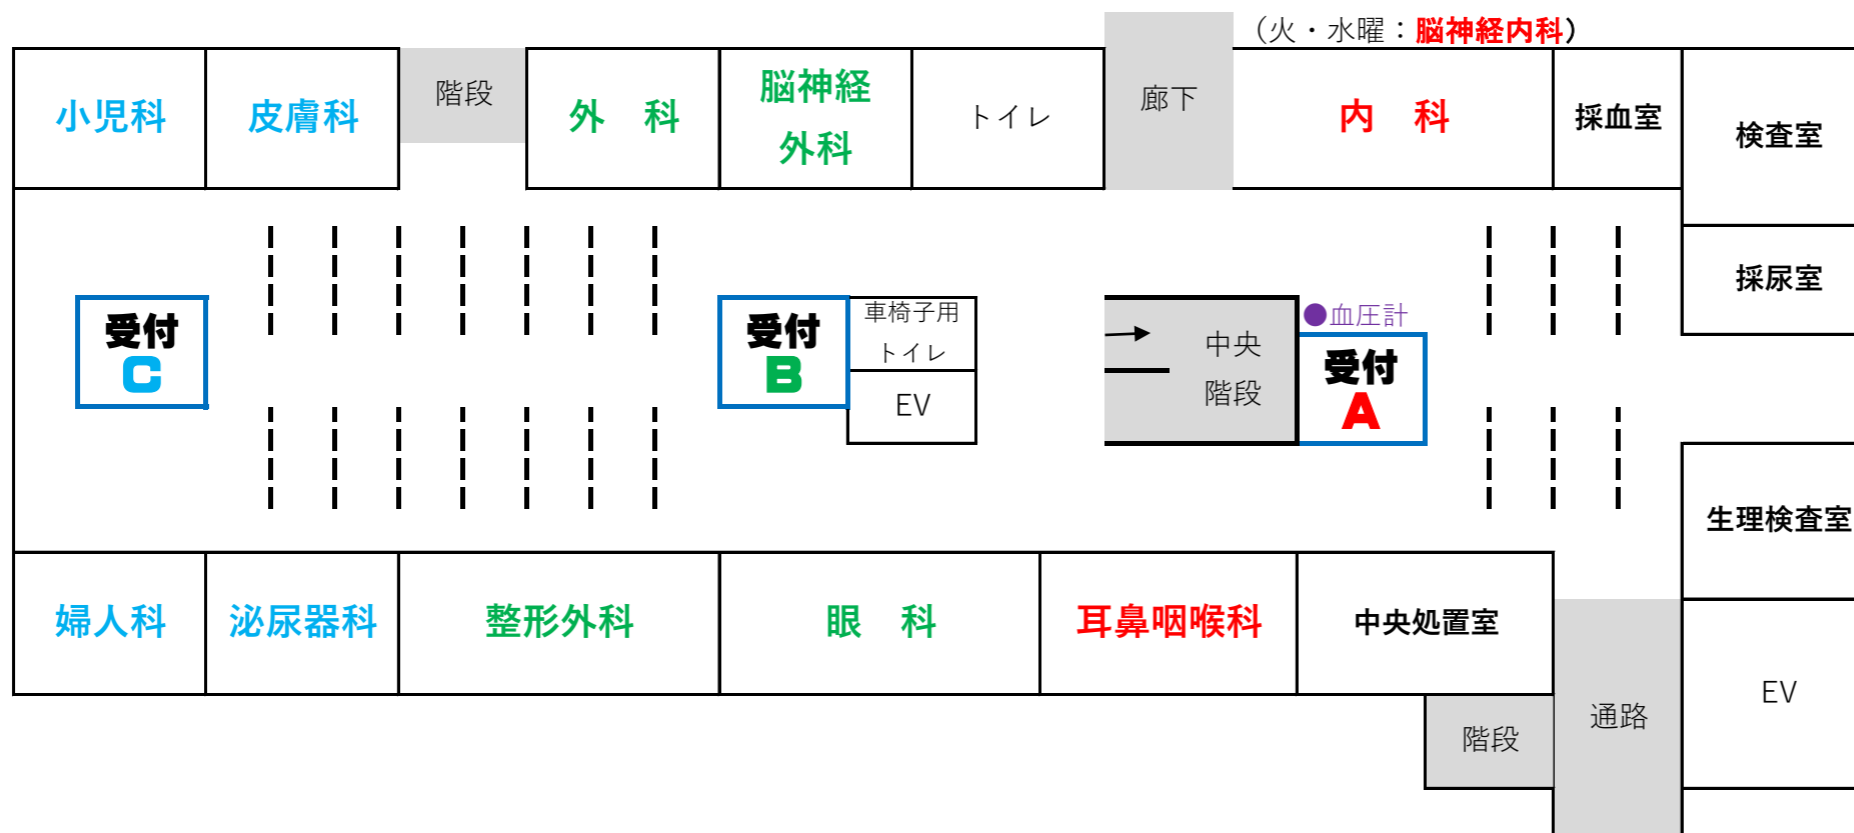 （火・水曜：脳神経内科）
小児科
皮膚科
階段
外　科
脳神経
外科
トイレ
廊下
内　科
採血室
検査室
採尿室
受付
C
受付
B
車椅子用
トイレ
EV
中央
階段
●血圧計
受付
A
生理検査室
婦人科
泌尿器科
整形外科
眼　科
耳鼻咽喉科
中央処置室
階段
通路
EV